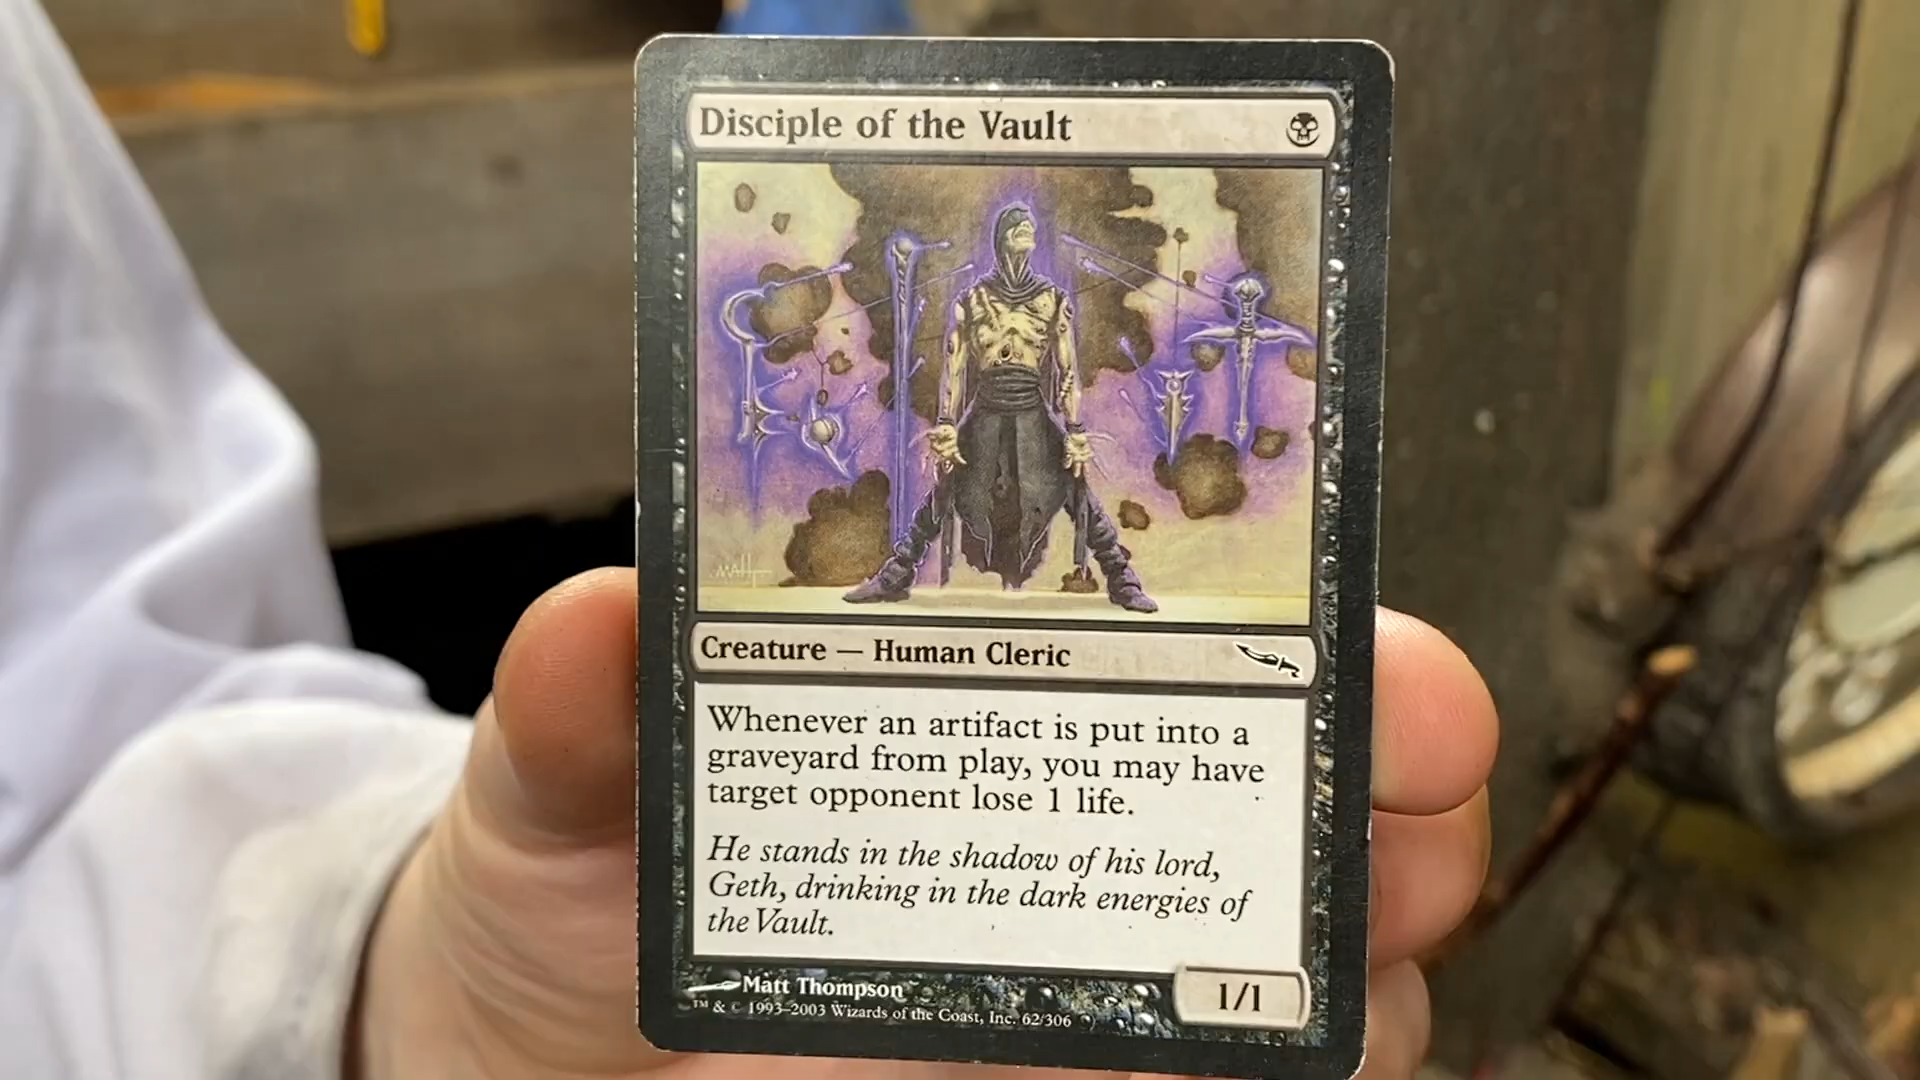 Disciple of the Vault
MATT
Creature — Human Cleric
Whenever an artifact is put into a
graveyard from play, you may have
target opponent lose 1 life.
He stands in the shadow of his lord,
Geth, drinking in the dark energies of
the Vault.
Matt Thompson
1/1
™ & © 1993–2003 Wizards of the Coast, Inc. 62/306